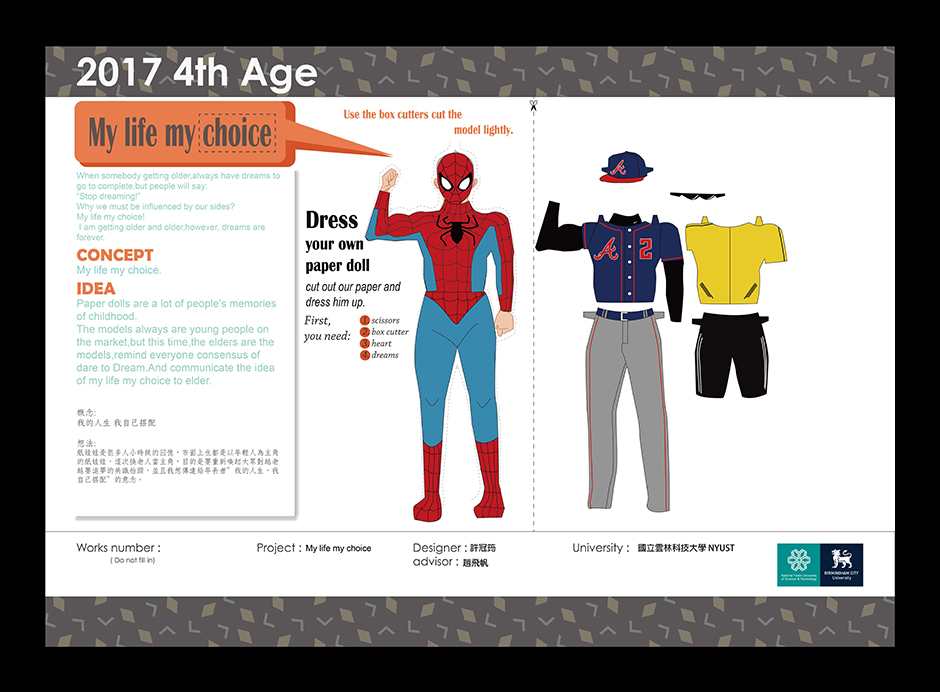 2017 4th Age
My life my choice
Use the box cutters cut the
model lightly.
When somebody getting older,always have dreams to
go to complete,but people will say:
"Stop dreaming!"
Why we must be influenced by our sides?
My life my choice!
I am getting older and older,however, dreams are
forever.
CONCEPT
My life my choice.
IDEA
Paper dolls are a lot of people's memories
of childhood.
The models always are young people on
the market,but this time,the elders are the
models,remind everyone consensus of
dare to Dream.And communicate the idea
of my life my choice to elder.
概念:
我的人生 我自己搭配
想法:
紙娃娃是很多人小時候的回憶，市面上也都是以年輕人為主角
的紙娃娃，這次換老人當主角，目的是要重新喚起大眾對越老
越要追夢的共識抬頭，並且我想傳達給年長者"我的人生，我
自己搭配"的意念。
Dress
your own
paper doll
cut out our paper and
dress him up.
First,
you need:
1 scissors
2 box cutter
3 heart
4 dreams
A
A 2
Works number :
( Do not fill in)
Project : My life my choice
Designer : 許冠筠
advisor : 趙飛帆
University : 國立雲林科技大學 NYUST
National Yunlin University
of Science & Technology
BIRMINGHAM CITY
University